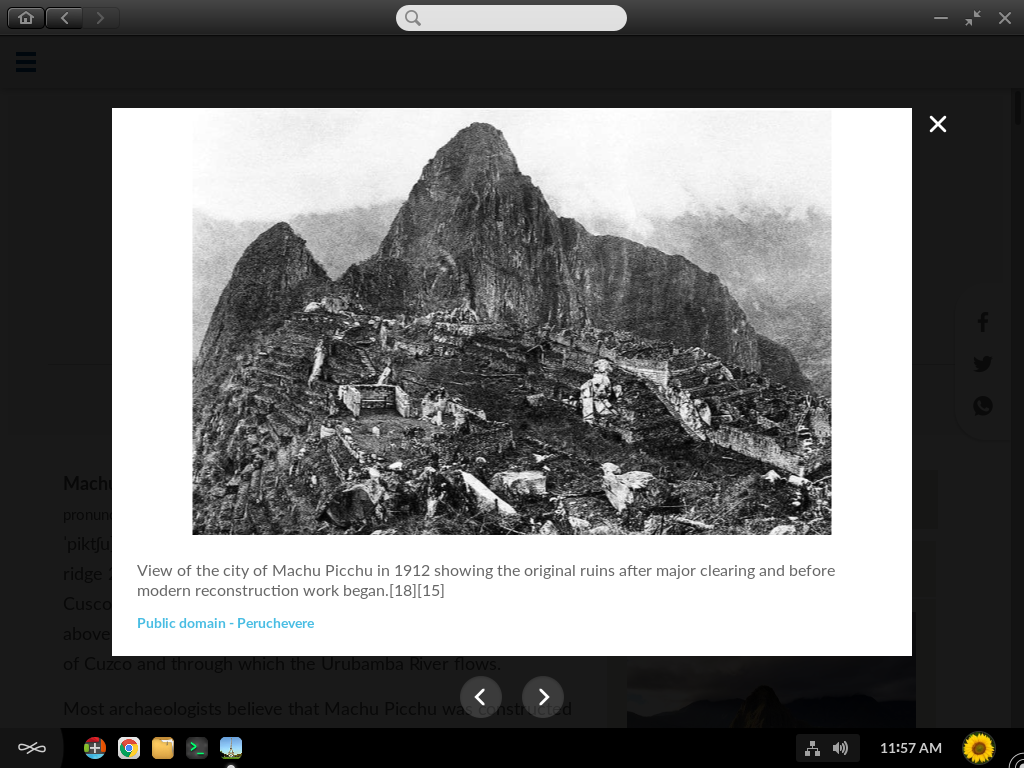 View of the city of Machu Picchu in 1912 showing the original ruins after major clearing and before
modern reconstruction work began.[18][15]
Public domain - Peruchevere
Machu
pronun
ˈpiktʃu
ridge
Cusco
above
of Cuzco and through which the Urubamba River flows.
Most archaeologists believe that Machu Picchu was constructed
11:57 AM